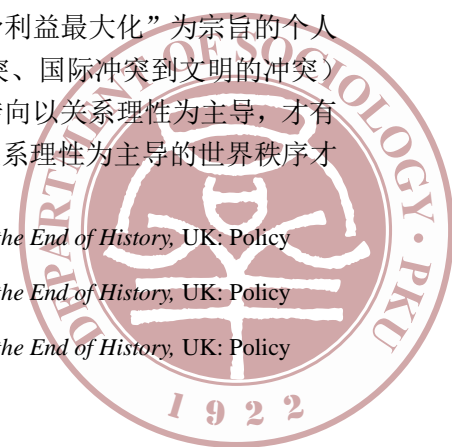 利益最大化”为宗旨的个人
突、国际冲突到文明的冲突）
转向以关系理性为主导，才有
系理性为主导的世界秩序才
the End of History, UK: Policy
the End of History, UK: Policy
the End of History, UK: Policy
DEPARTMENT OF SOCIOLOGY · PKU
1922